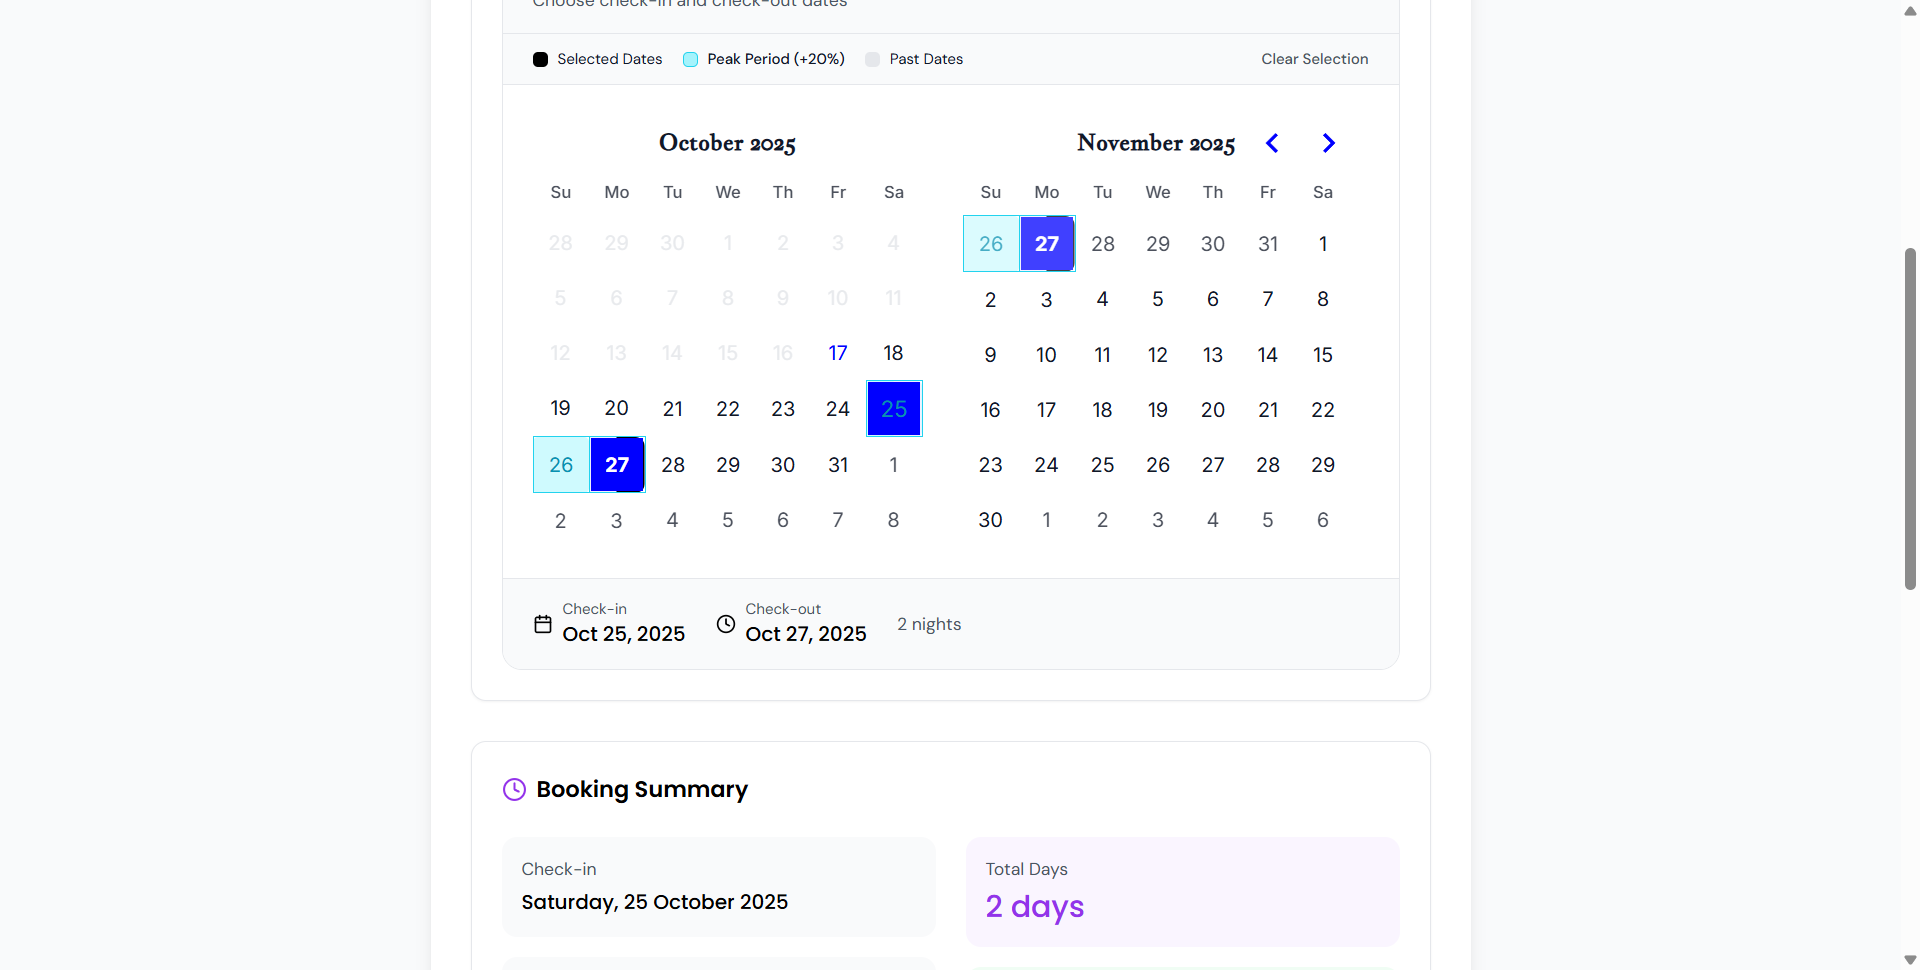 Choose check-in and check-out dates
Selected Dates Peak Period (+20%) Past Dates Clear Selection
October 2025
Su Mo Tu We Th Fr Sa
28 29 30 1 2 3 4
5 6 7 8 9 10 11
12 13 14 15 16 17 18
19 20 21 22 23 24 25
26 27 28 29 30 31 1
2 3 4 5 6 7 8
November 2025
Su Mo Tu We Th Fr Sa
26 27 28 29 30 31 1
2 3 4 5 6 7 8
9 10 11 12 13 14 15
16 17 18 19 20 21 22
23 24 25 26 27 28 29
30 1 2 3 4 5 6
Check-in
Oct 25, 2025
Check-out
Oct 27, 2025
2 nights
Booking Summary
Check-in
Saturday, 25 October 2025
Total Days
2 days